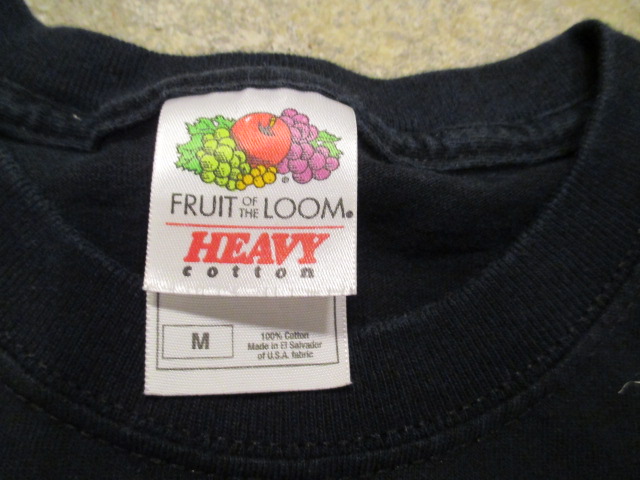 FRUIT OF THE LOOM®
HEAVY
cotton
M
100% Cotton
Made in El Salvador
of U.S.A. fabric